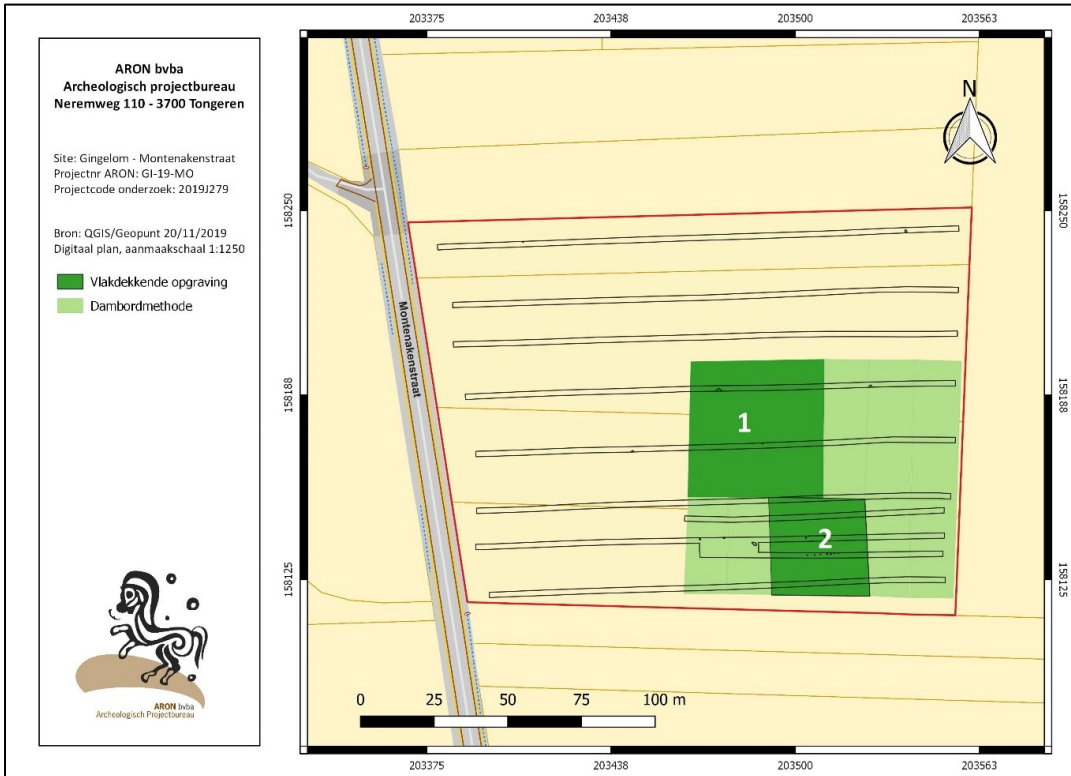 ARON bvba
Archeologisch projectbureau
Neremweg 110 - 3700 Tongeren
Site: Gingelom - Montenakenstraat
Projectnr ARON: GI-19-MO
Projectcode onderzoek: 2019J279
Bron: QGIS/Geopunt 20/11/2019
Digitaal plan, aanmaakschaal 1:1250
Vlakdekkende opgraving
Dambordmethode
ARON bvba
Archeologisch Projectbureau
203375 203438 203500 203563
N
158250 158250
Montenakenstraat
158188 158188
1
2
158125 158125
0 25 50 75 100 m
203375 203438 203500 203563